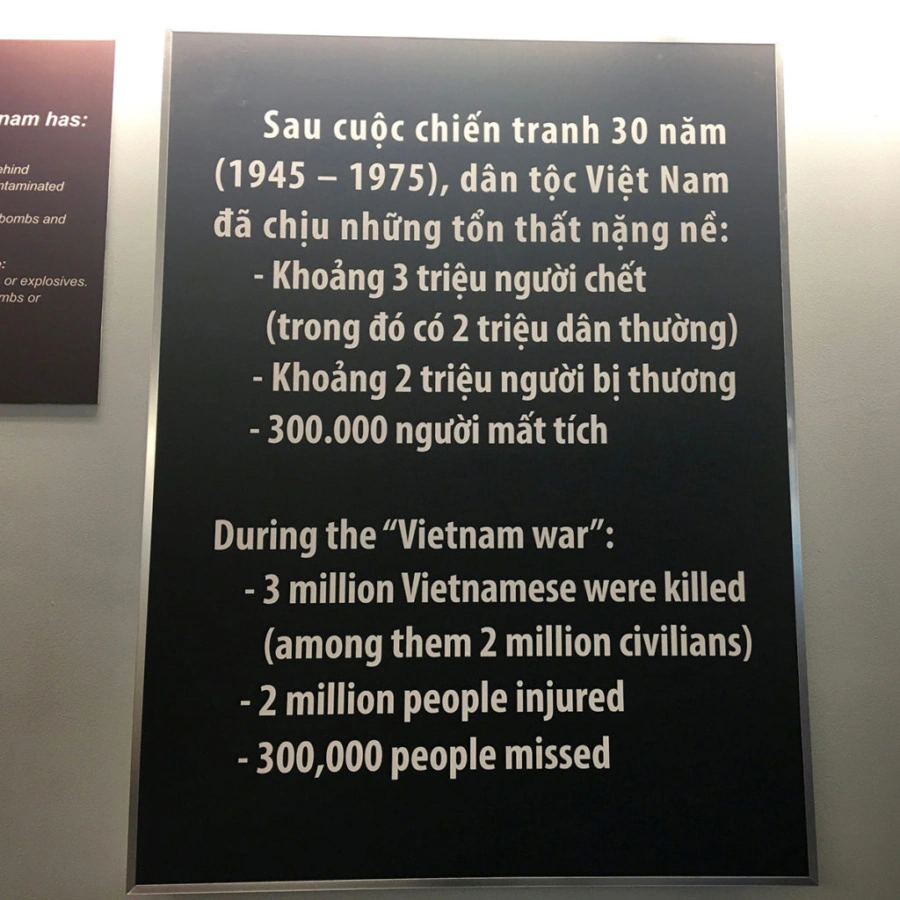 nam has:
ehind
ntaminated
bombs and
e:
or explosives.
mbs or
Sau cuộc chiến tranh 30 năm
(1945 – 1975), dân tộc Việt Nam
đã chịu những tổn thất nặng nề:
- Khoảng 3 triệu người chết
(trong đó có 2 triệu dân thường)
- Khoảng 2 triệu người bị thương
- 300.000 người mất tích
During the “Vietnam war”:
- 3 million Vietnamese were killed
(among them 2 million civilians)
- 2 million people injured
- 300,000 people missed